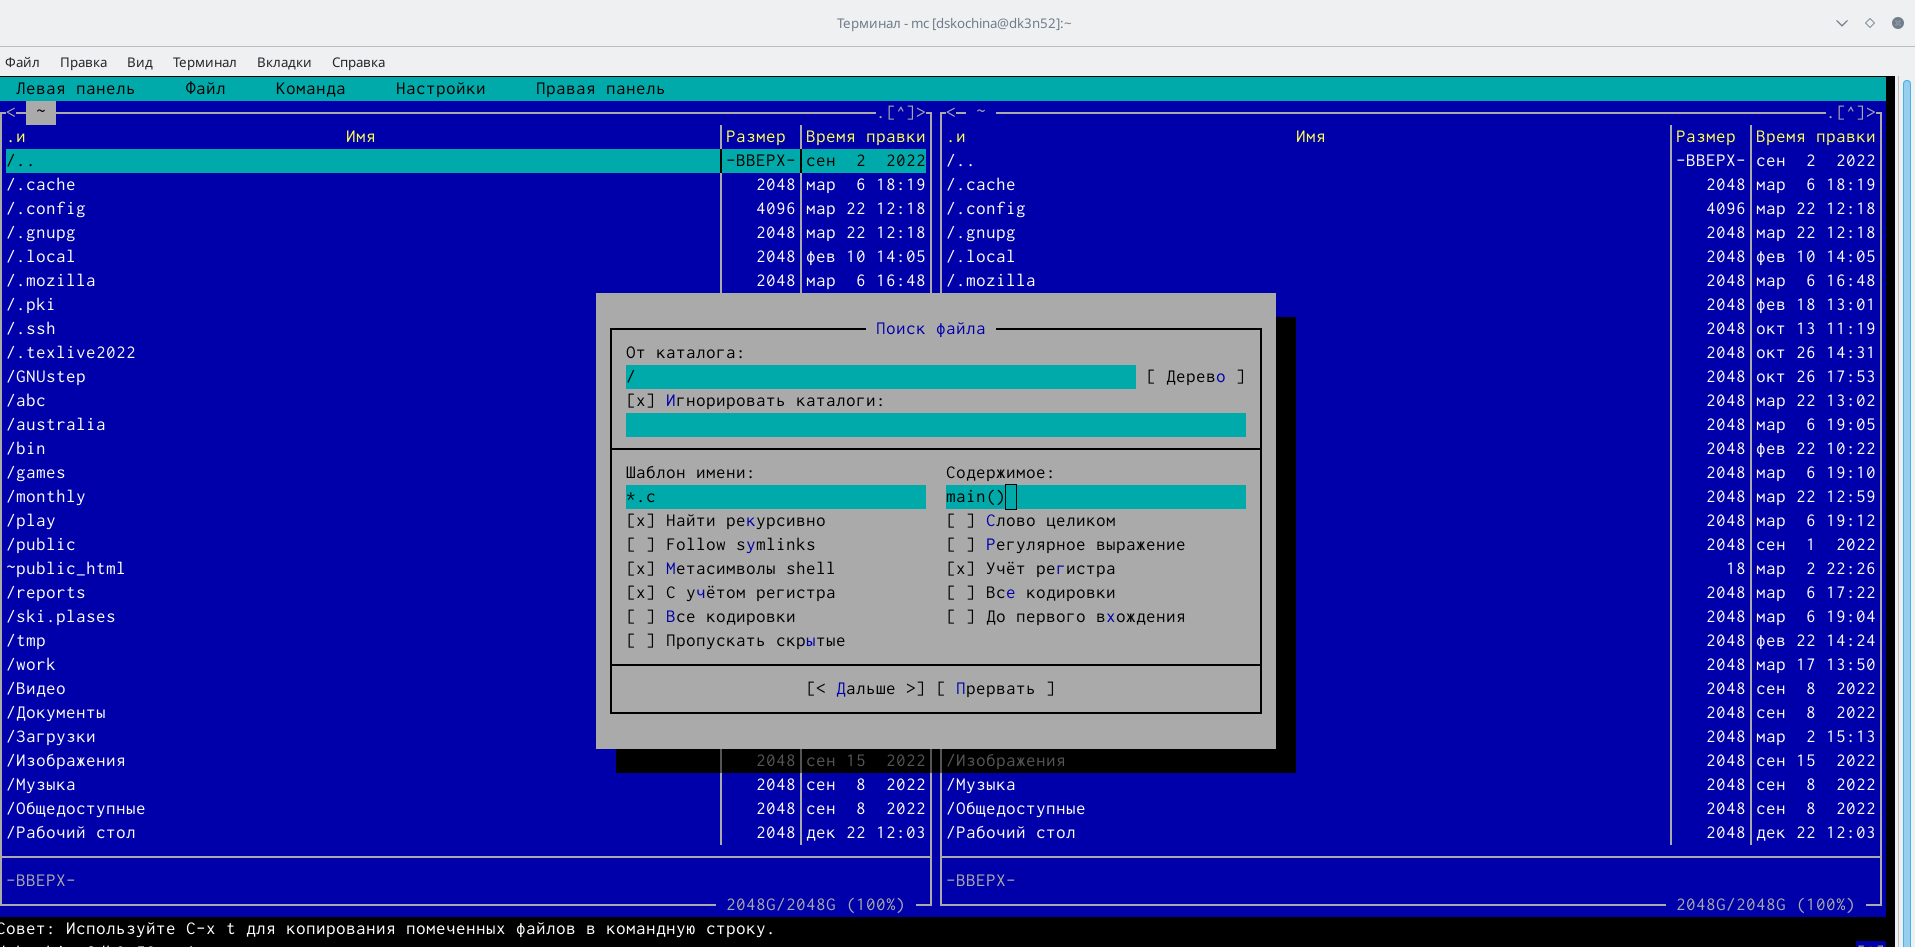 Терминал - mc [dskochina@dk3n52]:~
Файл Правка Вид Терминал Вкладки Справка
Левая панель Файл Команда Настройки Правая панель
<─ ~ .[^]> <─ ~ .[^]>
.и Имя Размер Время правки .и Имя Размер Время правки
/.. -ВВЕРХ- сен 2 2022 /.. -ВВЕРХ- сен 2 2022
/.cache 2048 мар 6 18:19 /.cache 2048 мар 6 18:19
/.config 4096 мар 22 12:18 /.config 4096 мар 22 12:18
/.gnupg 2048 мар 22 12:18 /.gnupg 2048 мар 22 12:18
/.local 2048 фев 10 14:05 /.local 2048 фев 10 14:05
/.mozilla 2048 мар 6 16:48 /.mozilla 2048 мар 6 16:48
/.pki 2048 фев 18 13:01
/.ssh Поиск файла 2048 окт 13 11:19
/.texlive2022 От каталога: 2048 окт 26 14:31
/GNUstep / [ Дерево ] 2048 окт 26 17:53
/abc [x] Игнорировать каталоги: 2048 мар 22 13:02
/australia 2048 мар 6 19:05
/bin 2048 фев 22 10:22
/games Шаблон имени: Содержимое: 2048 мар 6 19:10
/monthly *.c main() 2048 мар 22 12:59
/play [x] Найти рекурсивно [ ] Слово целиком 2048 мар 6 19:12
/public [ ] Follow symlinks [ ] Регулярное выражение 2048 сен 1 2022
~public_html [x] Метасимволы shell [x] Учёт регистра 18 мар 2 22:26
/reports [x] С учётом регистра [ ] Все кодировки 2048 мар 6 17:22
/ski.plases [ ] Все кодировки [ ] До первого вхождения 2048 мар 6 19:04
/tmp [ ] Пропускать скрытые 2048 фев 22 14:24
/work 2048 мар 17 13:50
/Видео [< Дальше >] [ Прервать ] 2048 сен 8 2022
/Документы 2048 сен 8 2022
/Загрузки 2048 мар 2 15:13
/Изображения 2048 сен 15 2022 /Изображения 2048 сен 15 2022
/Музыка 2048 сен 8 2022 /Музыка 2048 сен 8 2022
/Общедоступные 2048 сен 8 2022 /Общедоступные 2048 сен 8 2022
/Рабочий стол 2048 дек 22 12:03 /Рабочий стол 2048 дек 22 12:03
-ВВЕРХ- -ВВЕРХ-
2048G/2048G (100%) 2048G/2048G (100%)
Совет: Используйте C-x t для копирования помеченных файлов в командную строку.